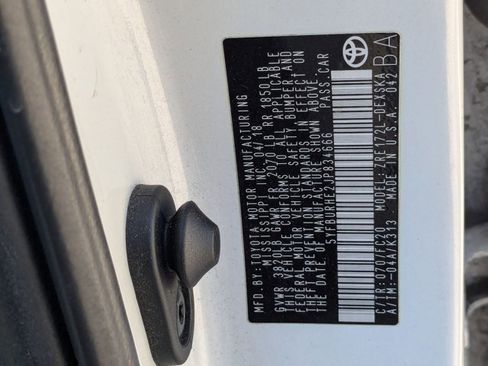 MFD. BY: TOYOTA MOTOR MANUFACTURING
MISSISSIPPI INC. 04/18
GVWR 3820LB GAWR FR 2070 LB RR 1850LB
THIS VEHICLE CONFORMS TO ALL APPLICABLE
FEDERAL MOTOR VEHICLE SAFETY BUMPER, AND
THEFT PREVENTION STANDARDS IN EFFECT ON
THE DATE OF MANUFACTURE SHOWN ABOVE.
5YFBURHE2JP834666 PASS. CAR
C/TR: 070/FC20
A/TM: -04A/K313
ZRE172L-DEXSKA
MADE IN U.S.A. 042
BA